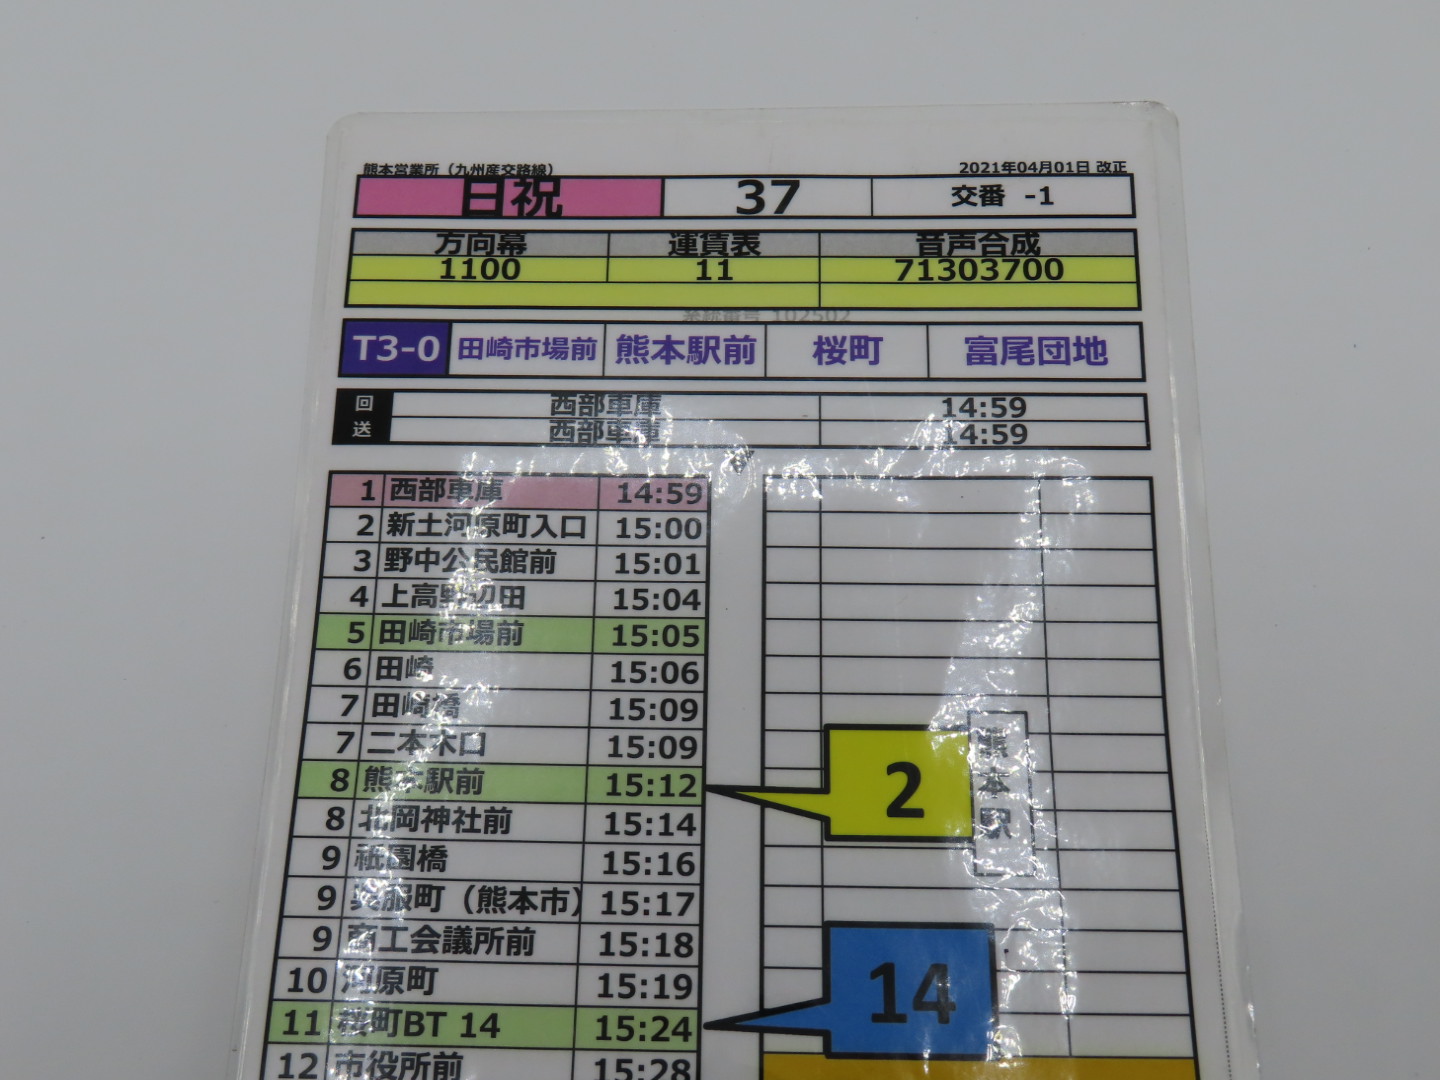 熊本営業所（九州産交路線） 2021年04月01日 改正
日祝 37 交番 -1
方向幕 運賃表 音声合成
1100 11 71303700
系統番号 102502
T3-0 田崎市場前 熊本駅前 桜町 富尾団地
回送 西部車庫 14:59
西部車庫 14:59
1 西部車庫 14:59
2 新土河原町入口 15:00
3 野中公民館前 15:01
4 上高野辺田 15:04
5 田崎市場前 15:05
6 田崎 15:06
7 田崎橋 15:09
7 二本木口 15:09
8 熊本駅前 15:12
2 熊本駅
8 北岡神社前 15:14
9 祇園橋 15:16
9 呉服町（熊本市） 15:17
9 商工会議所前 15:18
10 河原町 15:19
11 桜町BT 14 15:24
14
12 市役所前 15:28